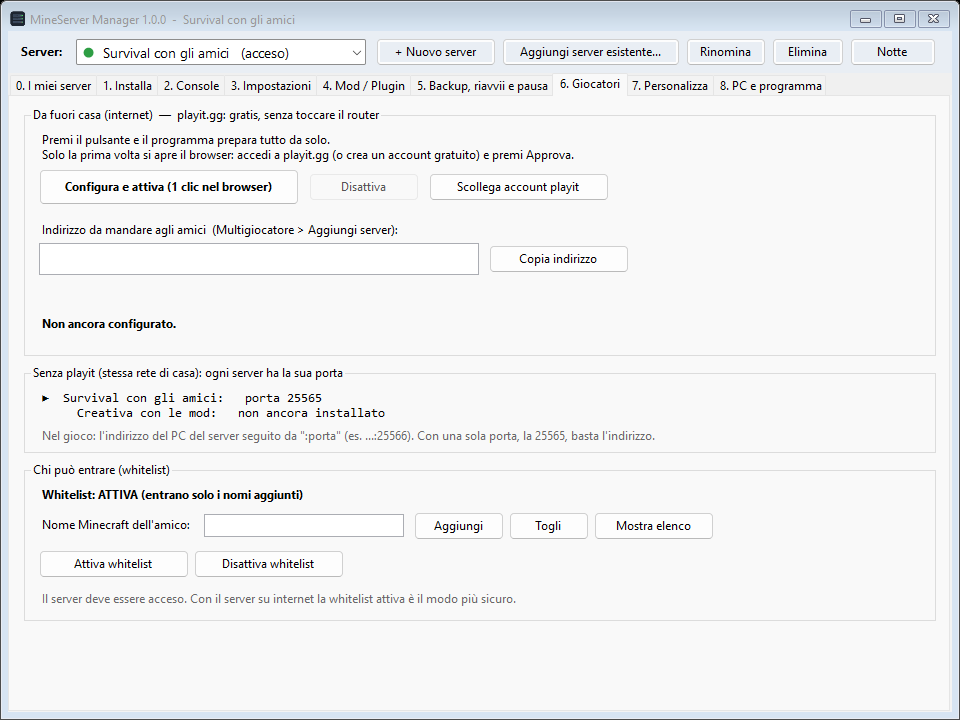 MineServer Manager 1.0.0 - Survival con gli amici
Server: Survival con gli amici (acceso) + Nuovo server Aggiungi server esistente... Rinomina Elimina Notte
0. I miei server 1. Installa 2. Console 3. Impostazioni 4. Mod / Plugin 5. Backup, riavvii e pausa 6. Giocatori 7. Personalizza 8. PC e programma
Da fuori casa (internet) — playit.gg: gratis, senza toccare il router
Premi il pulsante e il programma prepara tutto da solo.
Solo la prima volta si apre il browser: accedi a playit.gg (o crea un account gratuito) e premi Approva.
Configura e attiva (1 clic nel browser) Disattiva Scollega account playit
Indirizzo da mandare agli amici (Multigiocatore > Aggiungi server):
Copia indirizzo
Non ancora configurato.
Senza playit (stessa rete di casa): ogni server ha la sua porta
► Survival con gli amici: porta 25565
Creativa con le mod: non ancora installato
Nel gioco: l'indirizzo del PC del server seguito da ":porta" (es. ...:25566). Con una sola porta, la 25565, basta l'indirizzo.
Chi può entrare (whitelist)
Whitelist: ATTIVA (entrano solo i nomi aggiunti)
Nome Minecraft dell'amico: Aggiungi Togli Mostra elenco
Attiva whitelist Disattiva whitelist
Il server deve essere acceso. Con il server su internet la whitelist attiva è il modo più sicuro.